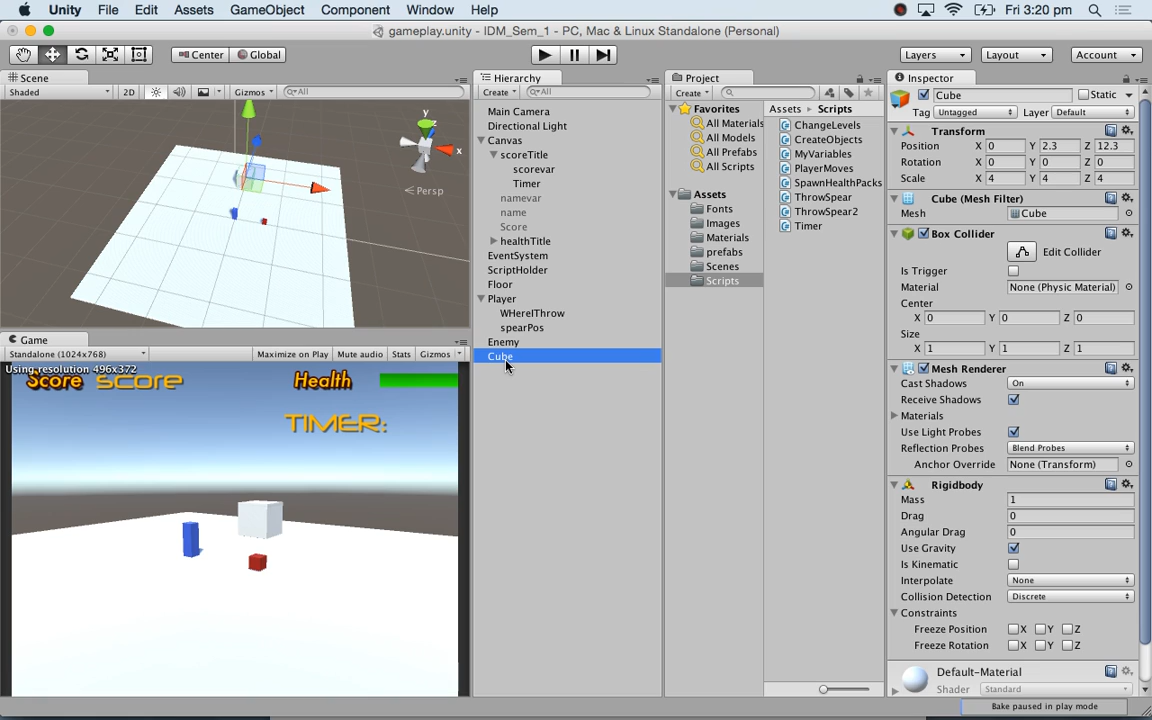 Unity File Edit Assets GameObject Component Window Help Fri 3:20 pm
gameplay.unity - IDM_Sem_1 - PC, Mac & Linux Standalone (Personal)
Center Global Layers Layout Account
Scene
Shaded 2D Gizmos All
y
z
x
Persp
Game
Standalone (1024x768) Maximize on Play Mute audio Stats Gizmos
Using resolution 496x372
Score score Health
TIMER:
Hierarchy
Create All
Main Camera
Directional Light
Canvas
scoreTitle
scorevar
Timer
namevar
name
Score
healthTitle
EventSystem
ScriptHolder
Floor
Player
WHereIThrow
spearPos
Enemy
Cube
Project
Create
Favorites
All Materials
All Models
All Prefabs
All Scripts
Assets
Fonts
Images
Materials
prefabs
Scenes
Scripts
Assets Scripts
ChangeLevels
CreateObjects
MyVariables
PlayerMoves
SpawnHealthPacks
ThrowSpear
ThrowSpear2
Timer
Inspector
Cube Static
Tag Untagged Layer Default
Transform
Position X 0 Y 2.3 Z 12.3
Rotation X 0 Y 0 Z 0
Scale X 4 Y 4 Z 4
Cube (Mesh Filter)
Mesh Cube
Box Collider
Edit Collider
Is Trigger
Material None (Physic Material)
Center
X 0 Y 0 Z 0
Size
X 1 Y 1 Z 1
Mesh Renderer
Cast Shadows On
Receive Shadows
Materials
Use Light Probes
Reflection Probes Blend Probes
Anchor Override None (Transform)
Rigidbody
Mass 1
Drag 0
Angular Drag 0
Use Gravity
Is Kinematic
Interpolate None
Collision Detection Discrete
Constraints
Freeze Position X Y Z
Freeze Rotation X Y Z
Default-Material
Shader Standard
Bake paused in play mode